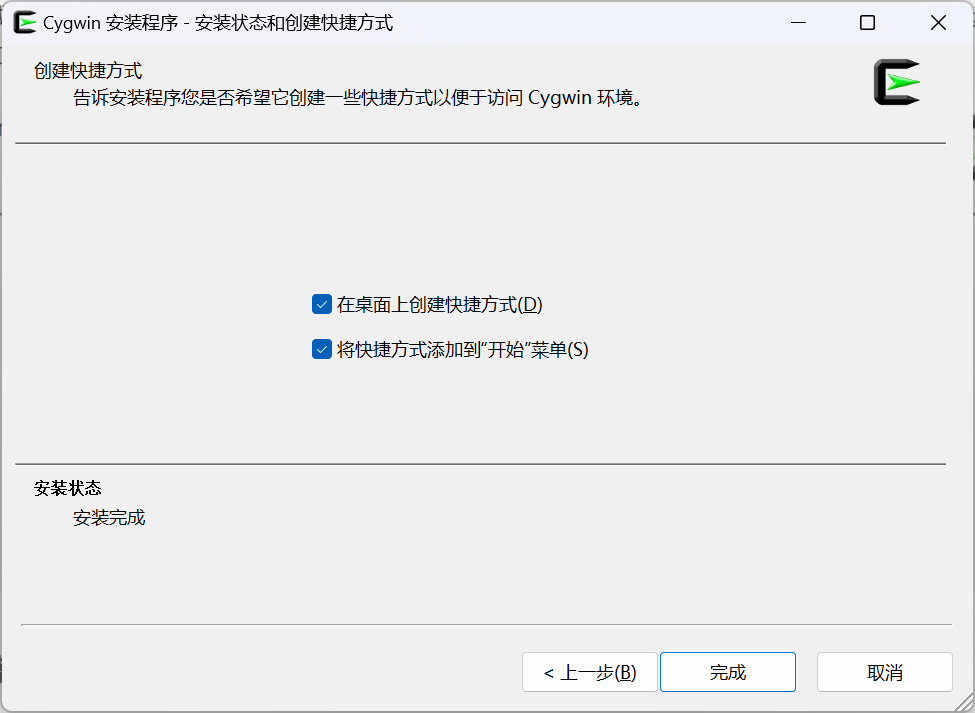 Cygwin 安装程序 - 安装状态和创建快捷方式
创建快捷方式
告诉安装程序您是否希望它创建一些快捷方式以便于访问 Cygwin 环境。
在桌面上创建快捷方式(D)
将快捷方式添加到“开始”菜单(S)
安装状态
安装完成
< 上一步(B)
完成
取消